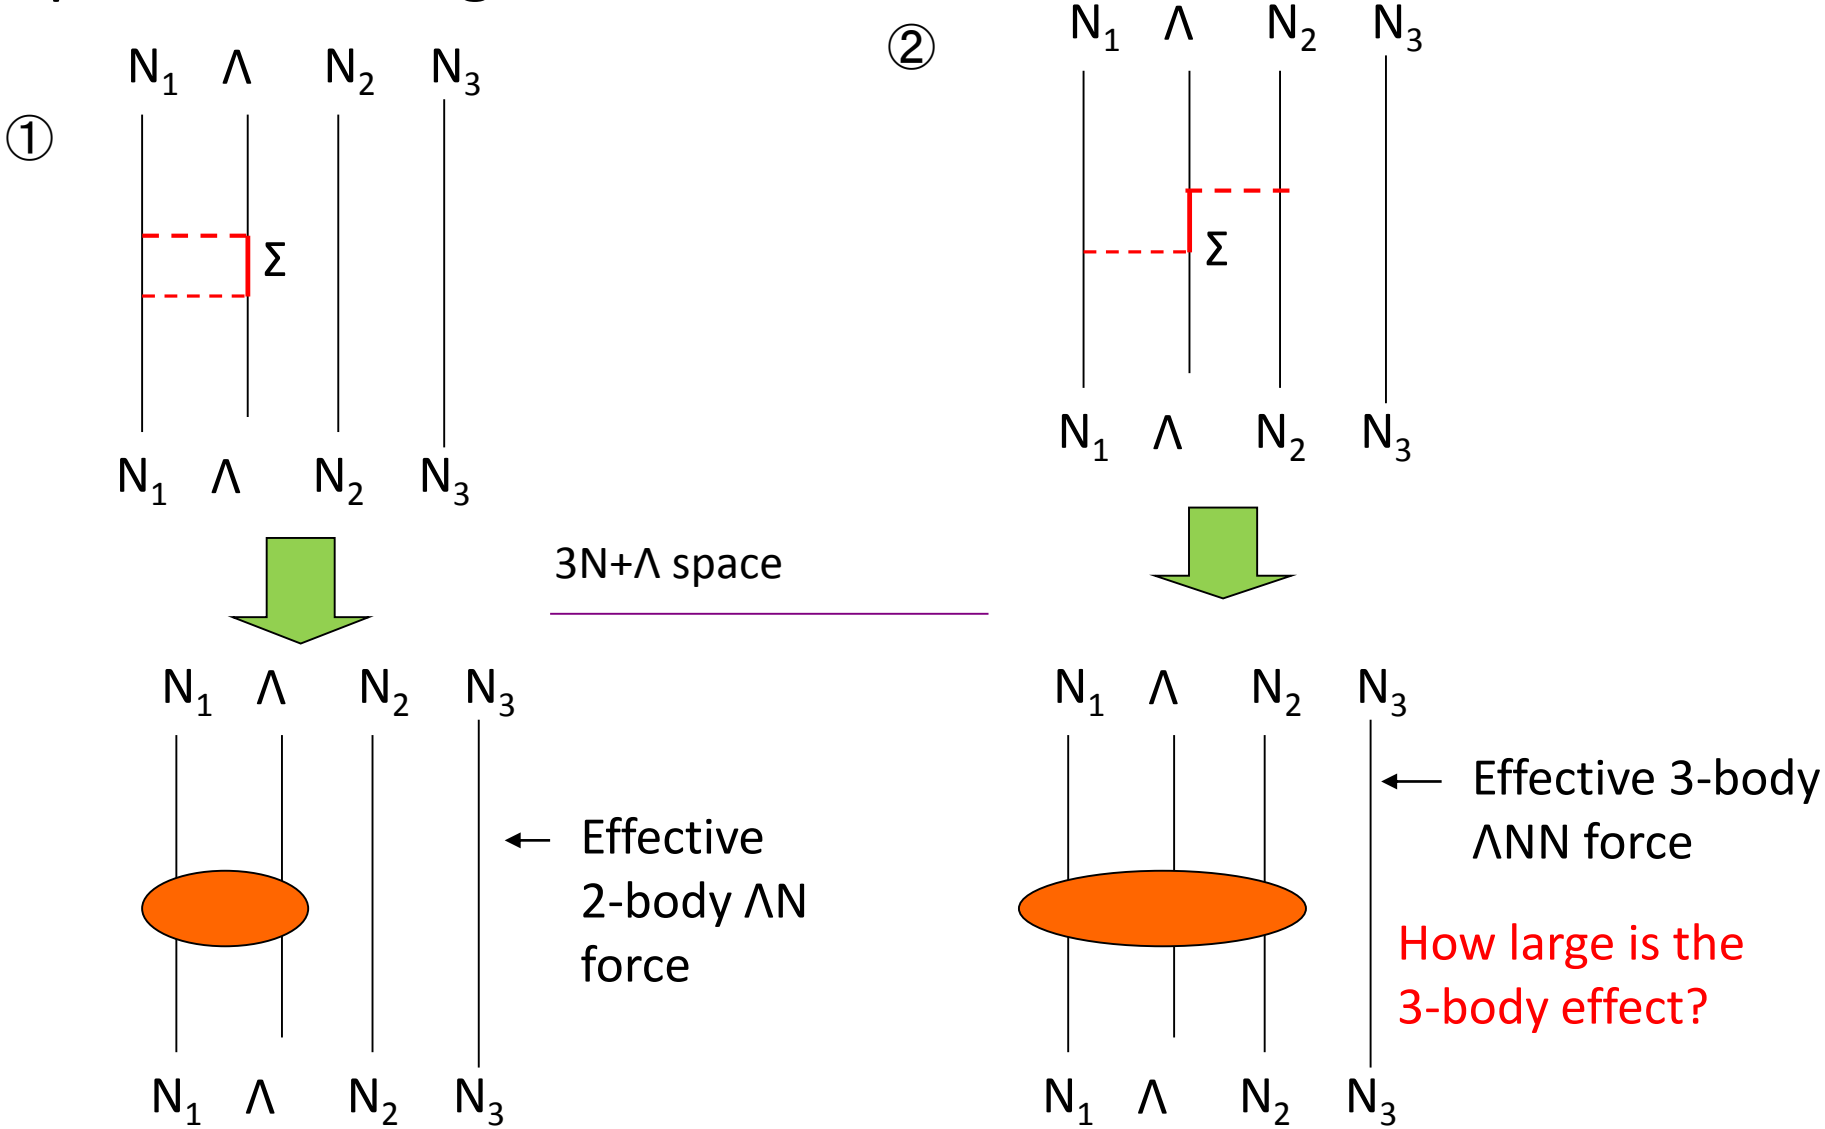 ①
N₁ Λ N₂ N₃
Σ
N₁ Λ N₂ N₃
②
N₁ Λ N₂ N₃
Σ
N₁ Λ N₂ N₃
3N+Λ space
N₁ Λ N₂ N₃
Effective
2-body ΛN
force
N₁ Λ N₂ N₃
N₁ Λ N₂ N₃
Effective 3-body
ΛNN force
How large is the
3-body effect?
N₁ Λ N₂ N₃